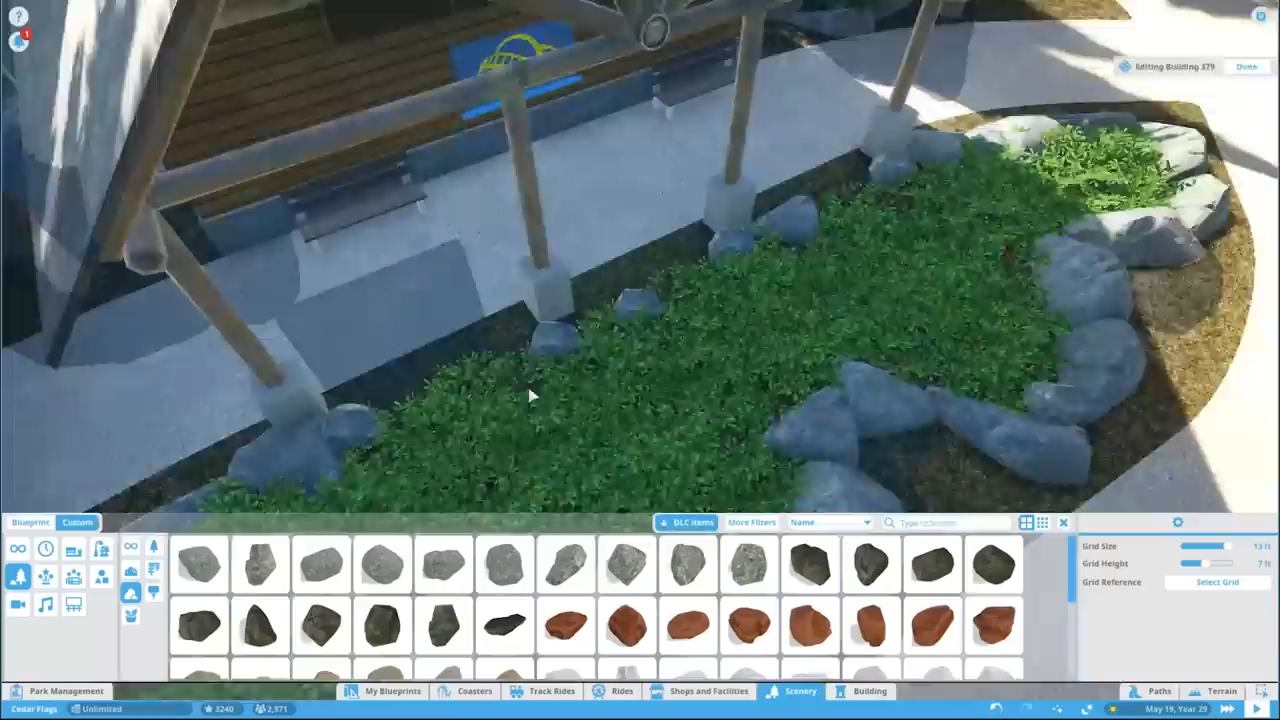 ?
1
Editing Building 379 Done
Blueprint Custom DLC Items More Filters Name Type to Search
Grid Size 13 ft
Grid Height 7 ft
Grid Reference Select Grid
Park Management My Blueprints Coasters Track Rides Rides Shops and Facilities Scenery Building Paths Terrain
Cedar Flags Unlimited 3240 2,971 May 19, Year 29